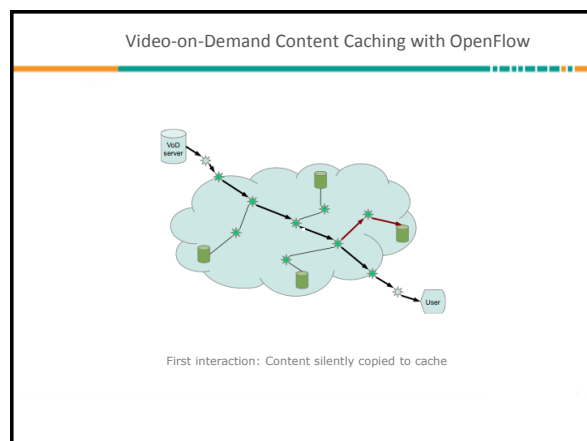 Video-on-Demand Content Caching with OpenFlow
VoD
server
User
First interaction: Content silently copied to cache